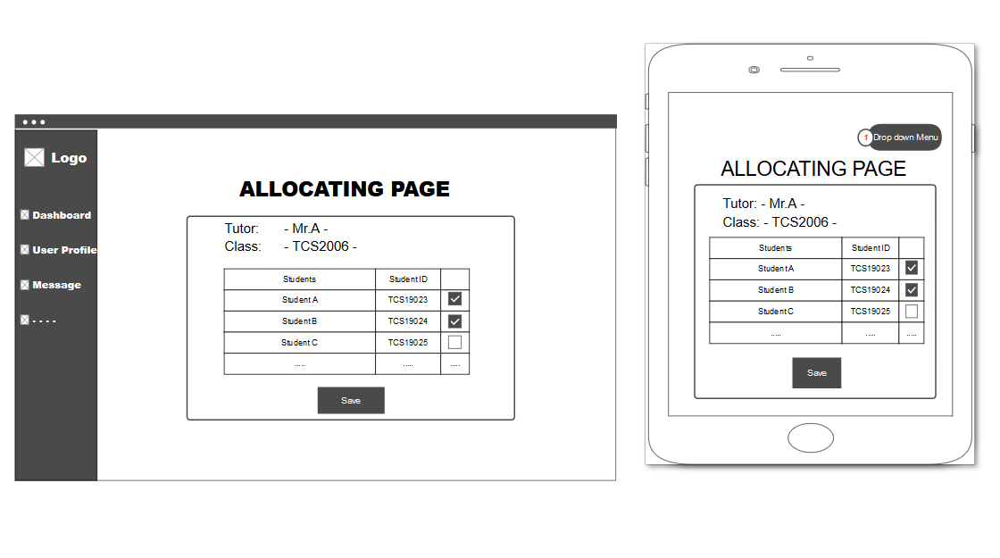 Logo
Dashboard
User Profile
Message
. . . .
ALLOCATING PAGE
Tutor: - Mr.A -
Class: - TCS2006 -
Students Student ID
Student A TCS19023
Student B TCS19024
Student C TCS19025
..... ..... .....
Save
1 Drop down Menu
ALLOCATING PAGE
Tutor: - Mr.A -
Class: - TCS2006 -
Students Student ID
Student A TCS19023
Student B TCS19024
Student C TCS19025
..... ..... .....
Save